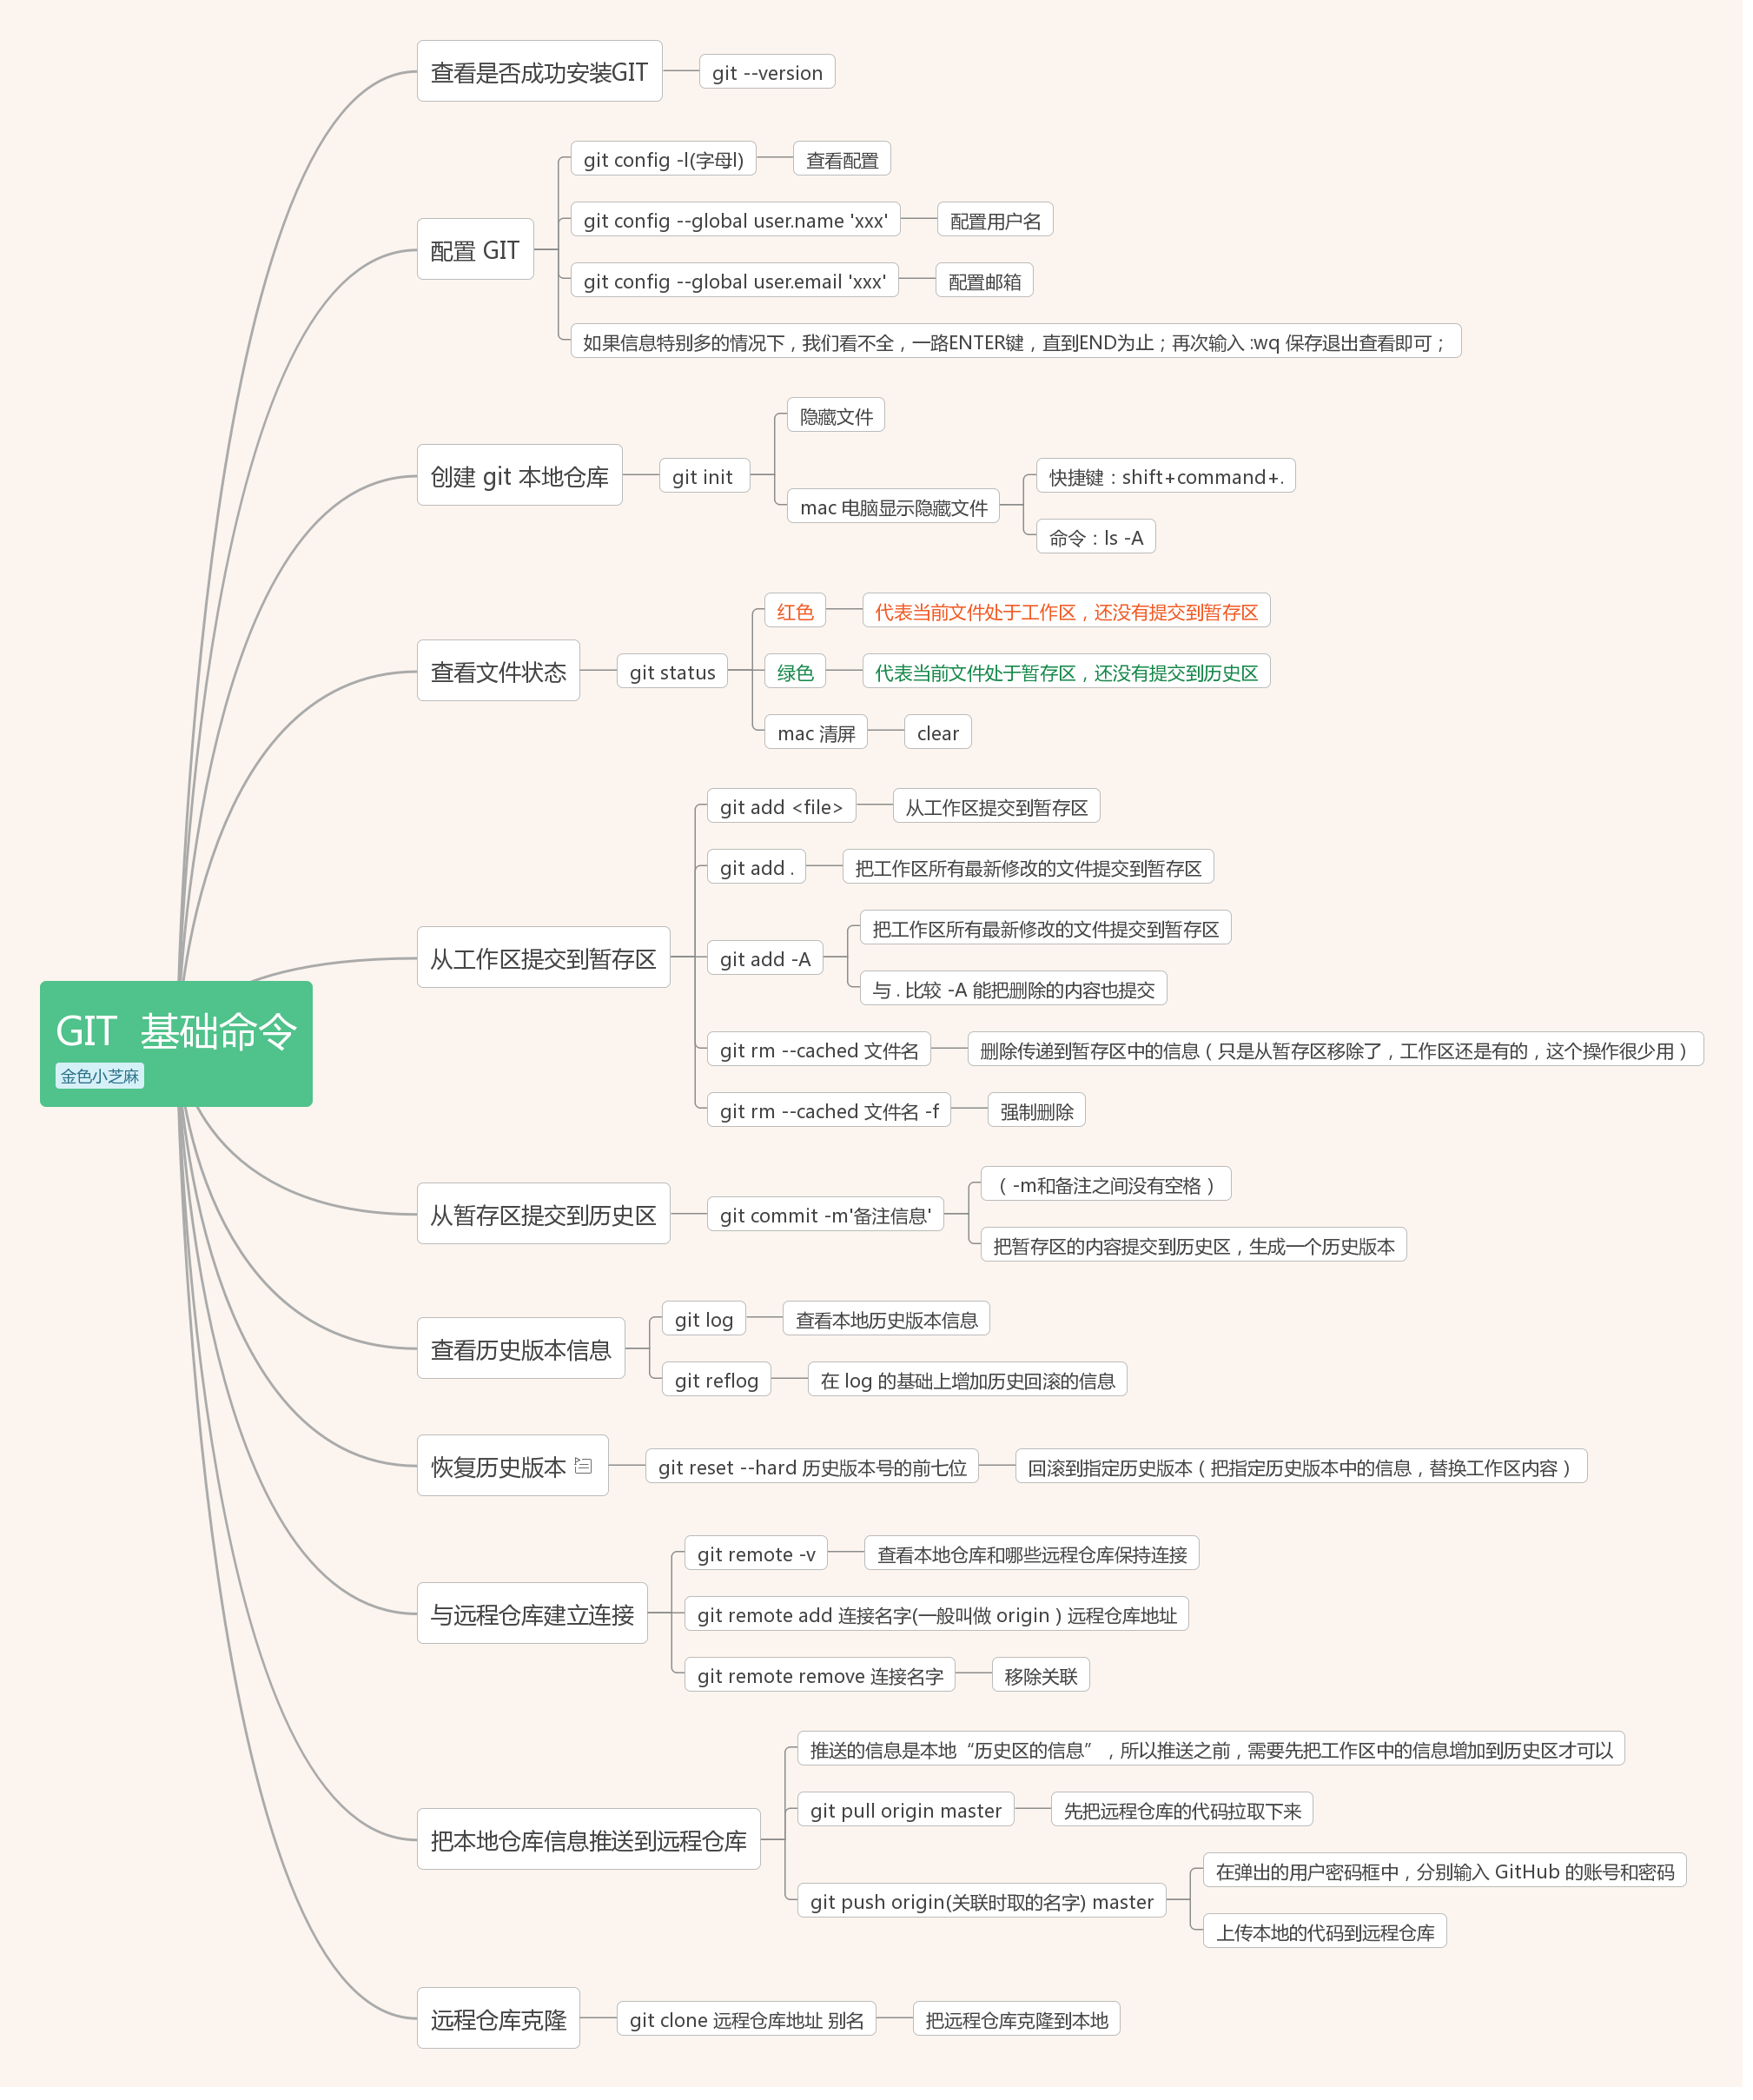 GIT  基础命令
金色小芝麻
查看是否成功安装GIT
git --version
配置 GIT
git config -l(字母l)
查看配置
git config --global user.name 'xxx'
配置用户名
git config --global user.email 'xxx'
配置邮箱
如果信息特别多的情况下，我们看不全，一路ENTER键，直到END为止；再次输入 :wq 保存退出查看即可；
创建 git 本地仓库
git init
隐藏文件
mac 电脑显示隐藏文件
快捷键：shift+command+.
命令：ls -A
查看文件状态
git status
红色
代表当前文件处于工作区，还没有提交到暂存区
绿色
代表当前文件处于暂存区，还没有提交到历史区
mac 清屏
clear
从工作区提交到暂存区
git add <file>
从工作区提交到暂存区
git add .
把工作区所有最新修改的文件提交到暂存区
git add -A
把工作区所有最新修改的文件提交到暂存区
与 . 比较 -A 能把删除的内容也提交
git rm --cached 文件名
删除传递到暂存区中的信息（只是从暂存区移除了，工作区还是有的，这个操作很少用）
git rm --cached 文件名 -f
强制删除
从暂存区提交到历史区
git commit -m'备注信息'
（-m和备注之间没有空格）
把暂存区的内容提交到历史区，生成一个历史版本
查看历史版本信息
git log
查看本地历史版本信息
git reflog
在 log 的基础上增加历史回滚的信息
恢复历史版本
git reset --hard 历史版本号的前七位
回滚到指定历史版本（把指定历史版本中的信息，替换工作区内容）
与远程仓库建立连接
git remote -v
查看本地仓库和哪些远程仓库保持连接
git remote add 连接名字(一般叫做 origin ) 远程仓库地址
git remote remove 连接名字
移除关联
把本地仓库信息推送到远程仓库
推送的信息是本地“历史区的信息”，所以推送之前，需要先把工作区中的信息增加到历史区才可以
git pull origin master
先把远程仓库的代码拉取下来
git push origin(关联时取的名字) master
在弹出的用户密码框中，分别输入 GitHub 的账号和密码
上传本地的代码到远程仓库
远程仓库克隆
git clone 远程仓库地址 别名
把远程仓库克隆到本地